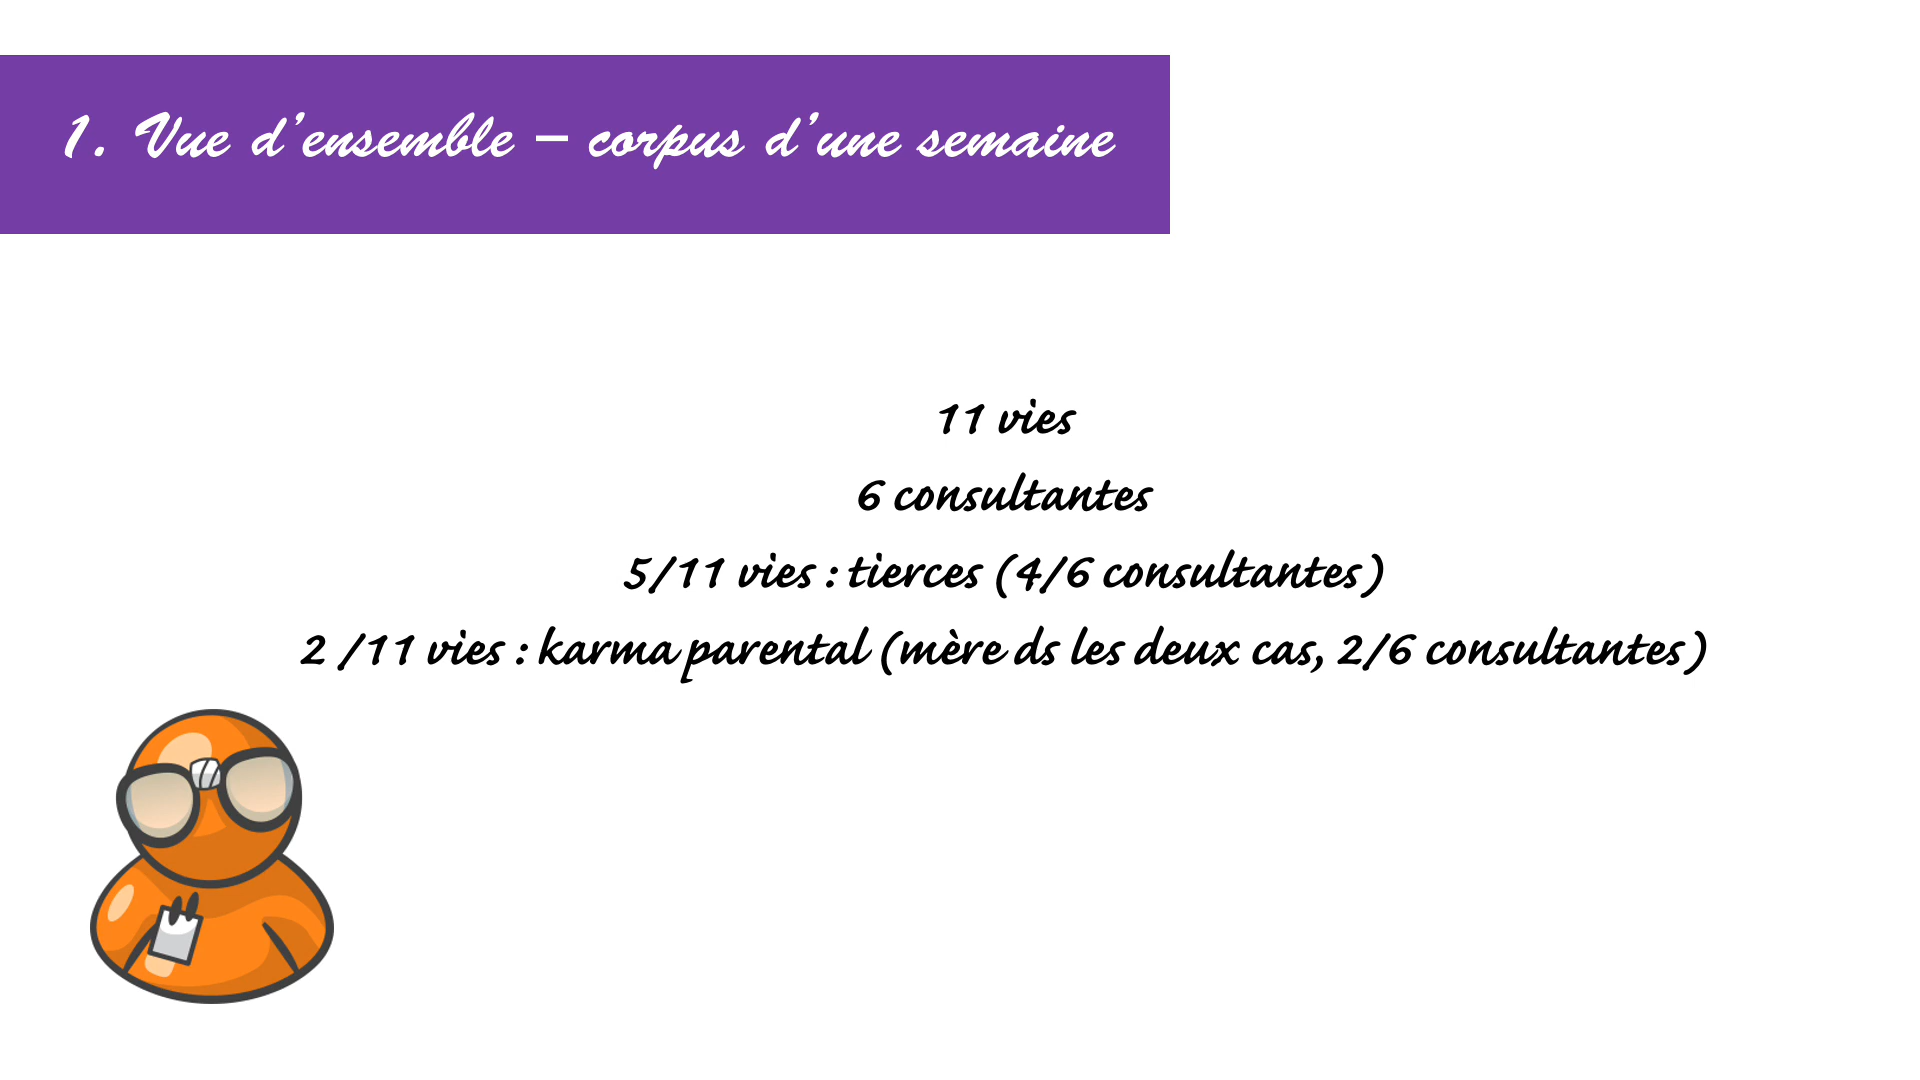 1. Vue d’ensemble – corpus d’une semaine
11 vies
6 consultantes
5/11 vies : tierces (4/6 consultantes)
2 /11 vies : karma parental (mère ds les deux cas, 2/6 consultantes)